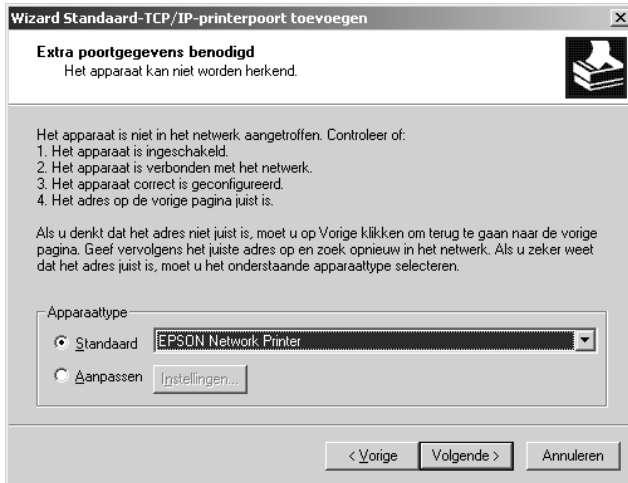 Wizard Standaard-TCP/IP-printerpoort toevoegen
Extra poortgegevens benodigd
Het apparaat kan niet worden herkend.
Het apparaat is niet in het netwerk aangetroffen. Controleer of:
1. Het apparaat is ingeschakeld.
2. Het apparaat is verbonden met het netwerk.
3. Het apparaat correct is geconfigureerd.
4. Het adres op de vorige pagina juist is.
Als u denkt dat het adres niet juist is, moet u op Vorige klikken om terug te gaan naar de vorige
pagina. Geef vervolgens het juiste adres op en zoek opnieuw in het netwerk. Als u zeker weet
dat het adres juist is, moet u het onderstaande apparaattype selecteren.
Apparaattype
Standaard EPSON Network Printer
Aanpassen Instellingen...
< Vorige Volgende > Annuleren